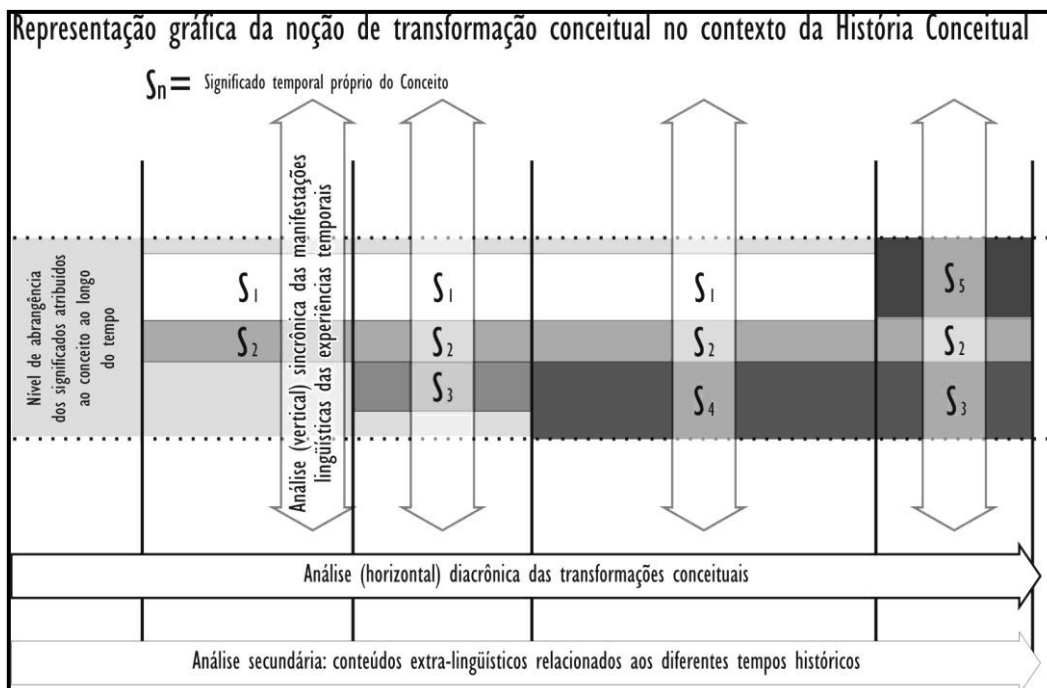 Representação gráfica da noção de transformação conceitual no contexto da História Conceitual
Sn= Significado temporal próprio do Conceito
Nível de abrangência
dos significados atribuídos
ao conceito ao longo
do tempo
Análise (vertical) sincrônica das manifestações
lingüísticas das experiências temporais
S1
S2
S1
S2
S3
S1
S2
S4
S5
S2
S3
Análise (horizontal) diacrônica das transformações conceituais
Análise secundária: conteúdos extra-lingüísticos relacionados aos diferentes tempos históricos